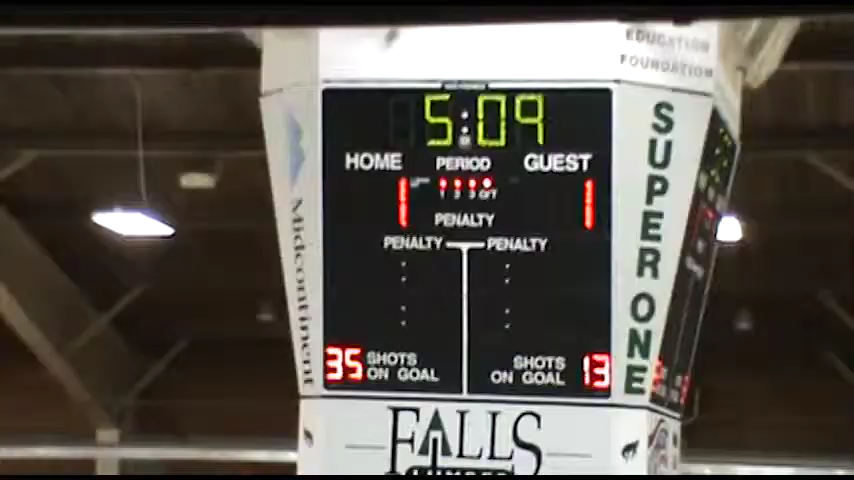 EDUCATION
FOUNDATION
5:09
HOME PERIOD GUEST
1 2 3 O/T
1 1
PENALTY
PENALTY PENALTY
35 SHOTS ON GOAL
SHOTS ON GOAL 13
Midcontinent
SUPER ONE
FALLS
LUMBER